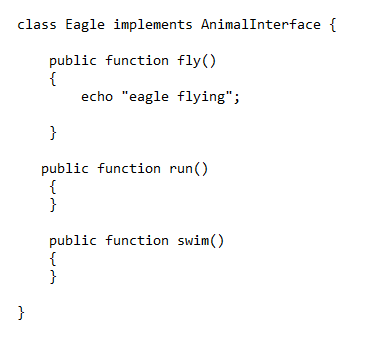 class Eagle implements AnimalInterface {
public function fly()
{
echo "eagle flying";
}
public function run()
{
}
public function swim()
{
}
}